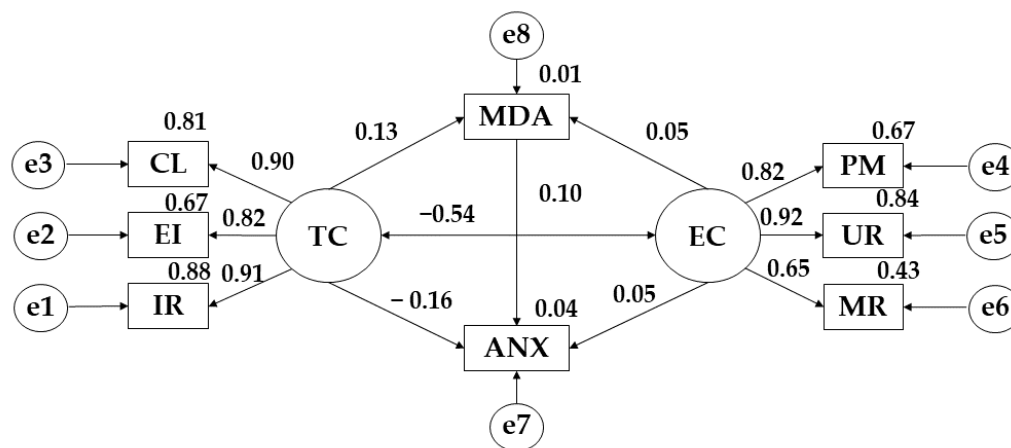 e8
0.01
MDA
0.81
0.13
0.05
0.67
e3
CL
0.90
0.82
PM
e4
0.67
0.10
0.84
e2
EI
0.82
TC
−0.54
EC
0.92
UR
e5
0.88
0.91
0.65
0.43
e1
IR
− 0.16
0.04
0.05
MR
e6
ANX
e7